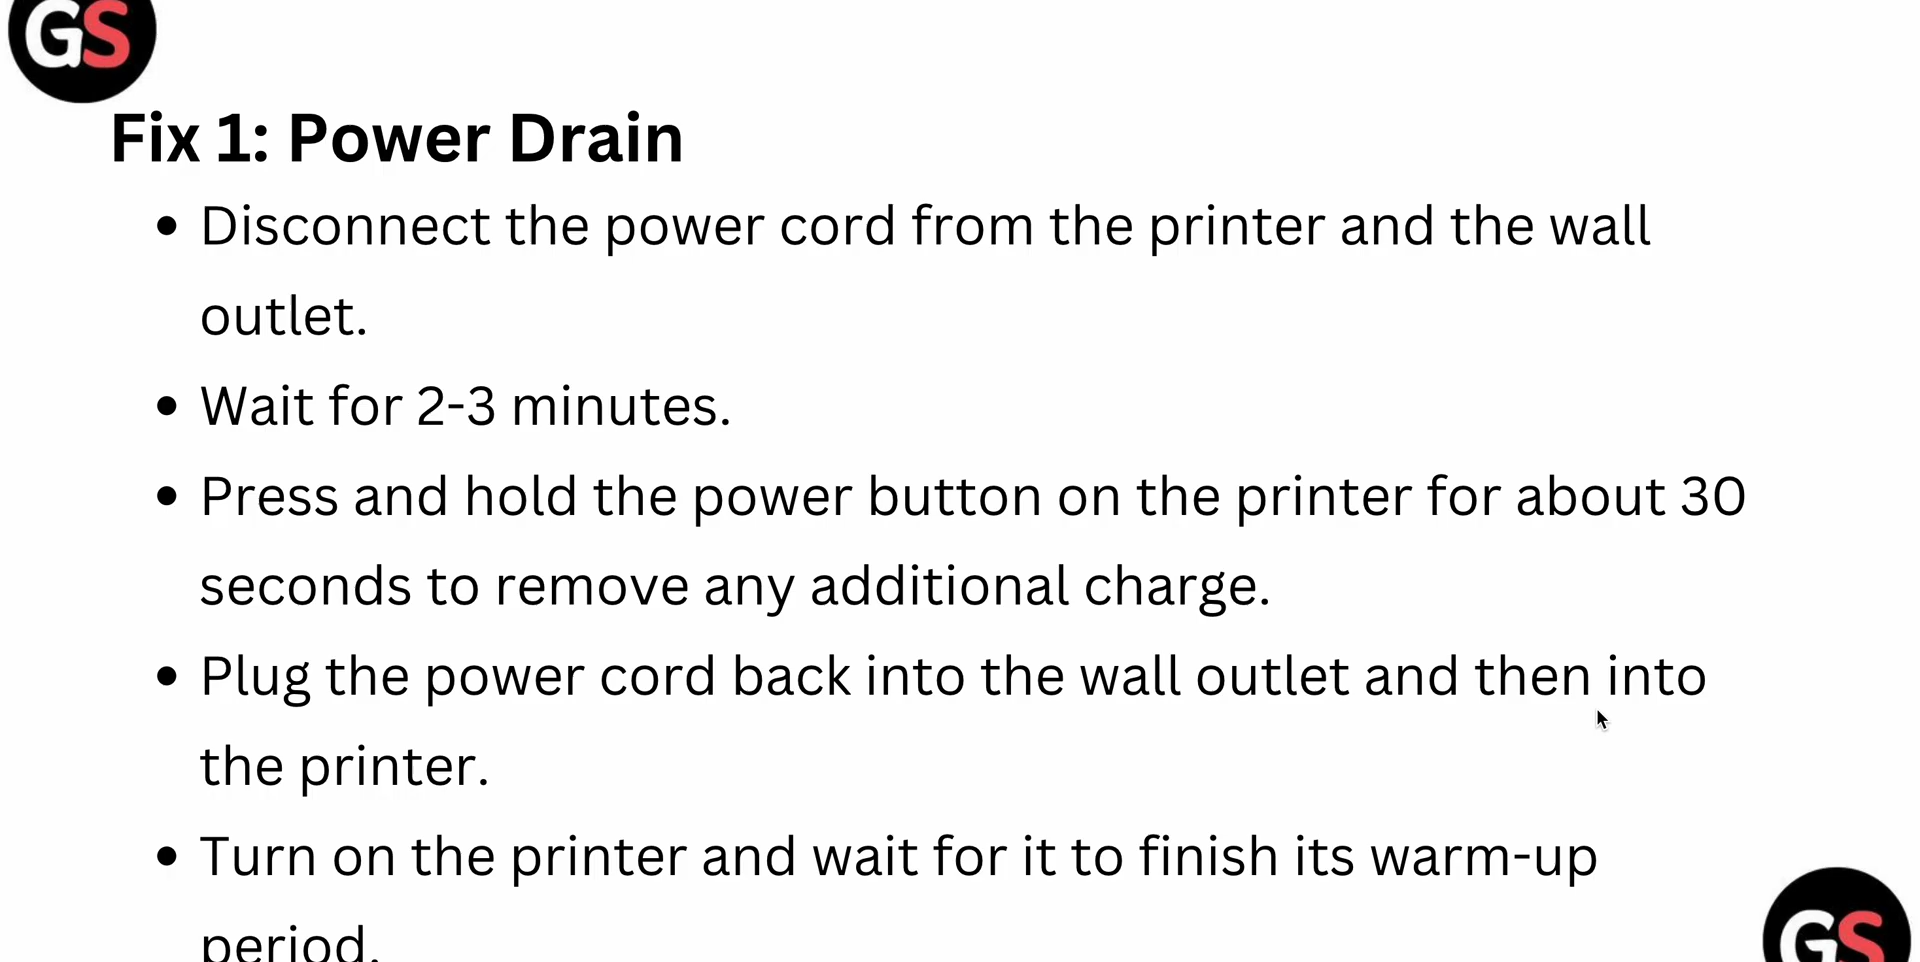 GS
Fix 1: Power Drain
• Disconnect the power cord from the printer and the wall
outlet.
• Wait for 2-3 minutes.
• Press and hold the power button on the printer for about 30
seconds to remove any additional charge.
• Plug the power cord back into the wall outlet and then into
the printer.
• Turn on the printer and wait for it to finish its warm-up
period.
GS